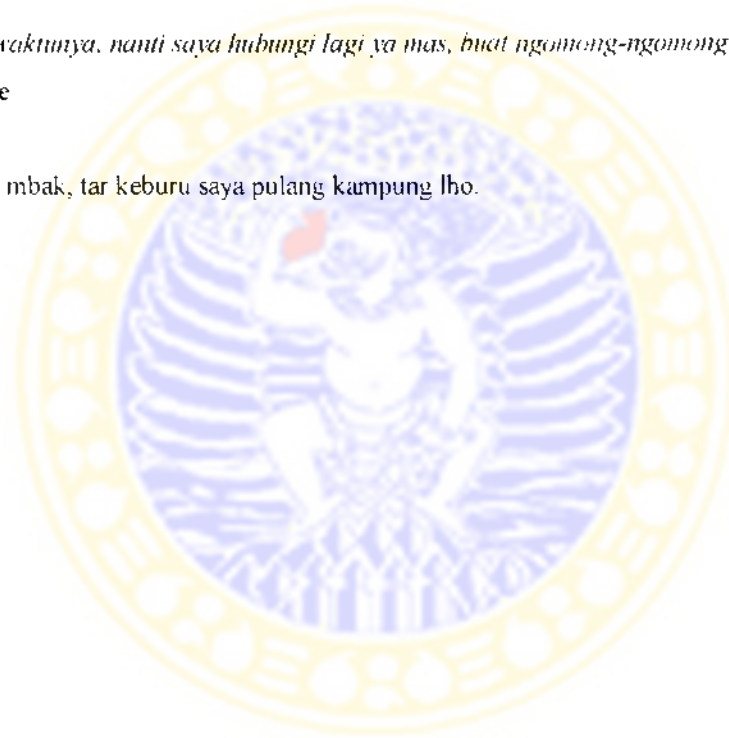 waktunya, nanti saya hubungi lagi ya mas, buat ngomong-ngomong
e
mbak, tar keburu saya pulang kampung lho.